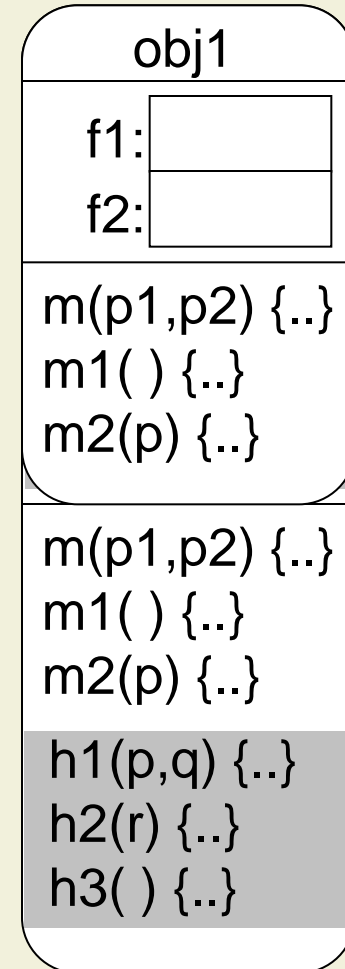 obj1
f1:
f2:
m(p1,p2) {..}
m1( ) {..}
m2(p) {..}
m(p1,p2) {..}
m1( ) {..}
m2(p) {..}
h1(p,q) {..}
h2(r) {..}
h3( ) {..}